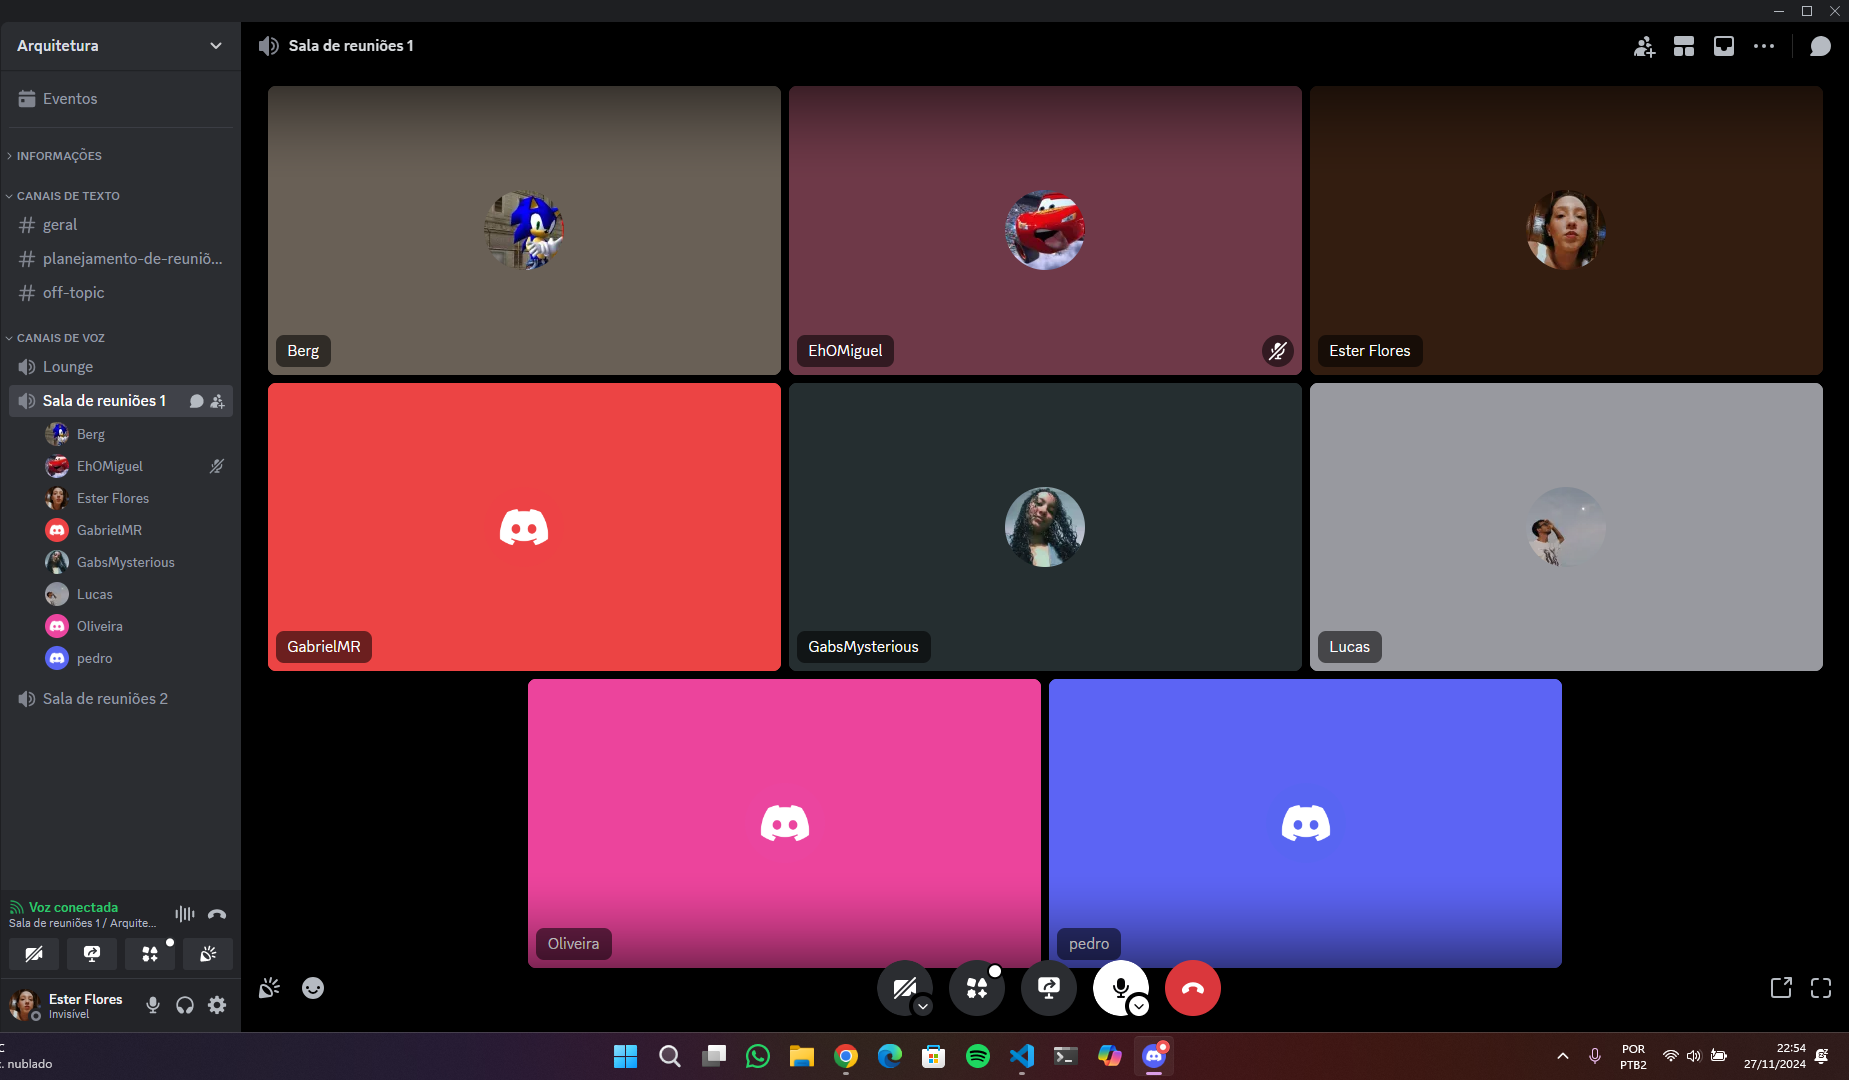 Arquitetura
Eventos
INFORMAÇÕES
CANAIS DE TEXTO
geral
planejamento-de-reuniõ...
off-topic
CANAIS DE VOZ
Lounge
Sala de reuniões 1
Berg
EhOMiguel
Ester Flores
GabrielMR
GabsMysterious
Lucas
Oliveira
pedro
Sala de reuniões 2
Voz conectada
Sala de reuniões 1 / Arquite...
Ester Flores
Invisível
Sala de reuniões 1
Berg
EhOMiguel
Ester Flores
GabrielMR
GabsMysterious
Lucas
Oliveira
pedro
C
. nublado
POR
PTB2
22:54
27/11/2024